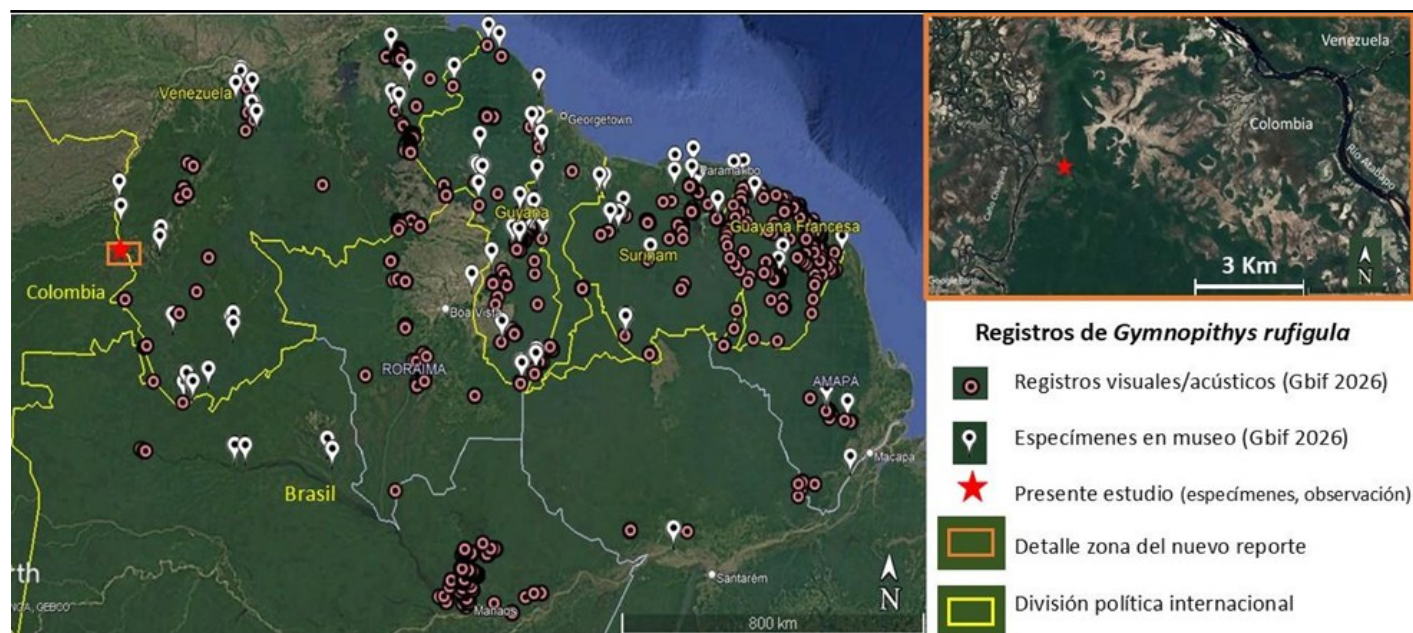 Venezuela
Georgetown
Paramaribo
Guyana
Guayana Francesa
Surinam
Colombia
Boa Vista
RORAIMA
AMAPÁ
Macapa
Brasil
Santarém
Manaos
N
800 km
Venezuela
Colombia
Río Atabapo
3 Km
N
Registros de Gymnopithys rufigula
Registros visuales/acústicos (Gbif 2026)
Especímenes en museo (Gbif 2026)
Presente estudio (especímenes, observación)
Detalle zona del nuevo reporte
División política internacional